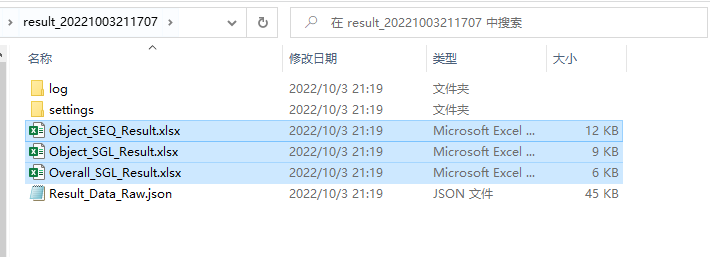 result_20221003211707
在 result_20221003211707 中搜索
名称 修改日期 类型 大小
log 2022/10/3 21:19 文件夹
settings 2022/10/3 21:19 文件夹
Object_SEQ_Result.xlsx 2022/10/3 21:19 Microsoft Excel ... 12 KB
Object_SGL_Result.xlsx 2022/10/3 21:19 Microsoft Excel ... 9 KB
Overall_SGL_Result.xlsx 2022/10/3 21:19 Microsoft Excel ... 6 KB
Result_Data_Raw.json 2022/10/3 21:19 JSON 文件 45 KB